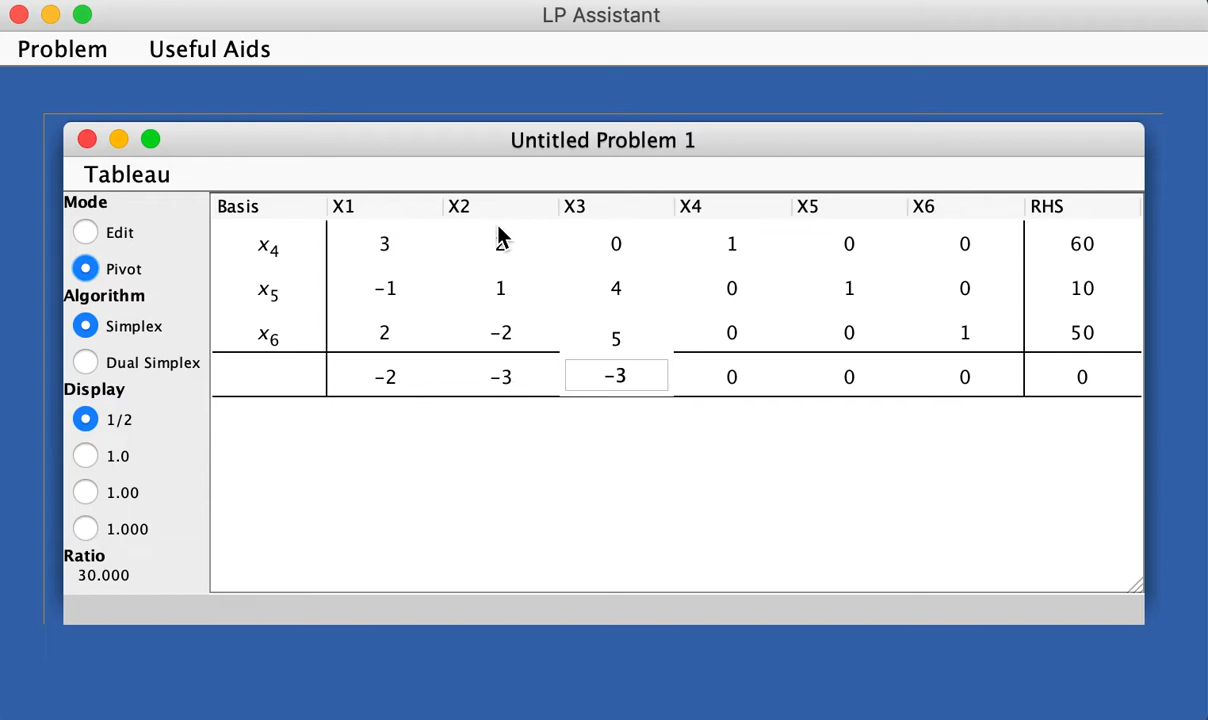 LP Assistant
Problem Useful Aids
Untitled Problem 1
Tableau
Mode
Edit
Pivot
Algorithm
Simplex
Dual Simplex
Display
1/2
1.0
1.00
1.000
Ratio
30.000
Basis X1 X2 X3 X4 X5 X6 RHS
x4 3 2 0 1 0 0 60
x5 -1 1 4 0 1 0 10
x6 2 -2 5 0 0 1 50
-2 -3 -3 0 0 0 0